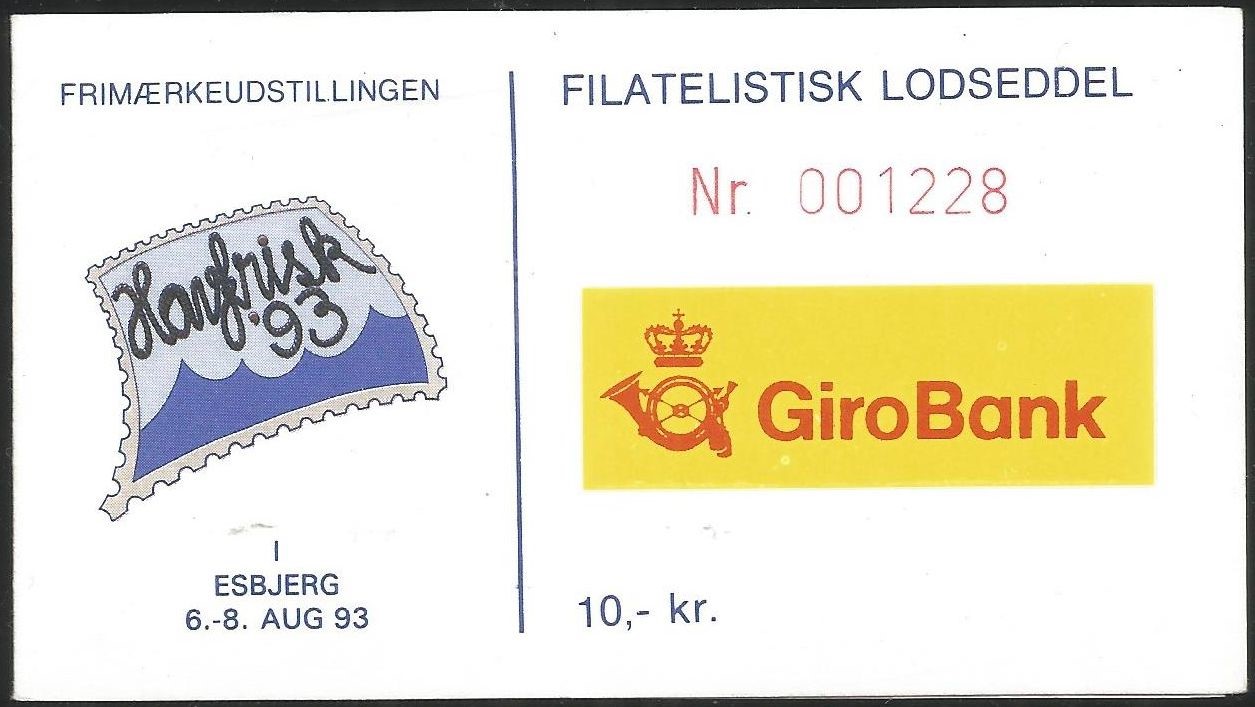 FRIMÆRKEUDSTILLINGEN
Havfrisk
93
I
ESBJERG
6.-8. AUG 93
FILATELISTISK LODSEDDEL
Nr. 001228
GiroBank
10,- kr.